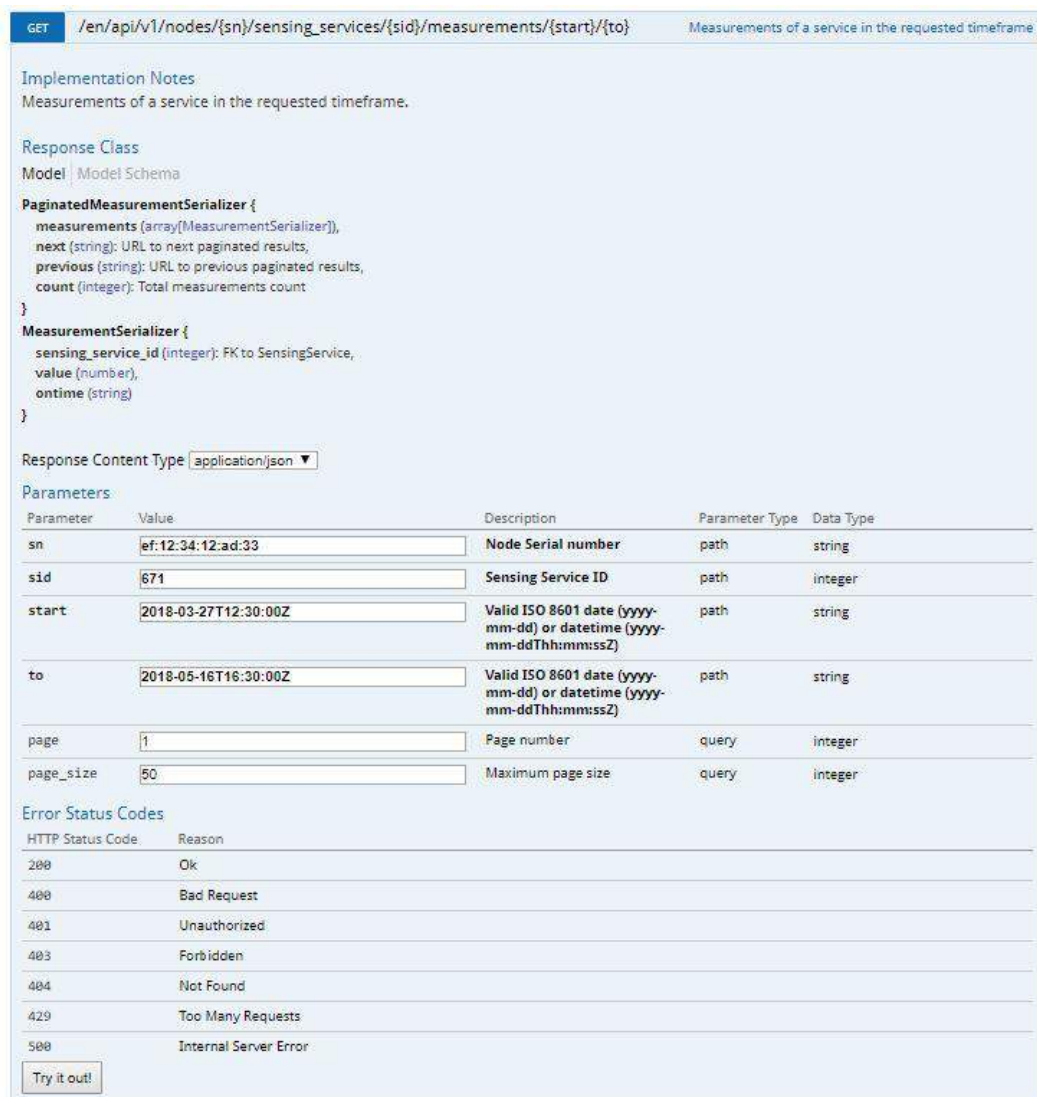 GET /en/api/v1/nodes/{sn}/sensing_services/{sid}/measurements/{start}/{to} Measurements of a service in the requested timeframe
Implementation Notes
Measurements of a service in the requested timeframe.
Response Class
Model Model Schema
PaginatedMeasurementSerializer {
measurements (array[MeasurementSerializer]),
next (string): URL to next paginated results,
previous (string): URL to previous paginated results,
count (integer): Total measurements count
}
MeasurementSerializer {
sensing_service_id (integer): FK to SensingService,
value (number),
ontime (string)
}
Response Content Type application/json ▼
Parameters
Parameter Value Description Parameter Type Data Type
sn ef:12:34:12:ad:33 Node Serial number path string
sid 671 Sensing Service ID path integer
start 2018-03-27T12:30:00Z Valid ISO 8601 date (yyyy-
mm-dd) or datetime (yyyy-
mm-ddThh:mm:ssZ) path string
to 2018-05-16T16:30:00Z Valid ISO 8601 date (yyyy-
mm-dd) or datetime (yyyy-
mm-ddThh:mm:ssZ) path string
page 1 Page number query integer
page_size 50 Maximum page size query integer
Error Status Codes
HTTP Status Code Reason
200 Ok
400 Bad Request
401 Unauthorized
403 Forbidden
404 Not Found
429 Too Many Requests
500 Internal Server Error
Try it out!